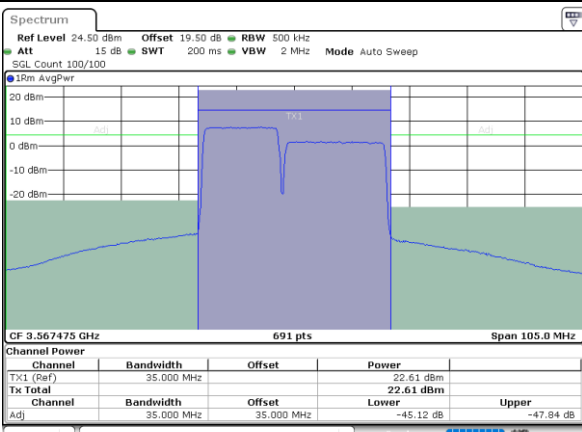 Spectrum
Ref Level 24.50 dBm Offset 19.50 dB RBW 500 kHz
Att 15 dB SWT 200 ms VBW 2 MHz Mode Auto Sweep
SGL Count 100/100
1Rm AvgPwr
20 dBm
TX1
10 dBm
Adj Adj
0 dBm
-10 dBm
-20 dBm
CF 3.567475 GHz 691 pts Span 105.0 MHz
Channel Power
Channel Bandwidth Offset Power
TX1 (Ref) 35.000 MHz 22.61 dBm
Tx Total 22.61 dBm
Channel Bandwidth Offset Lower Upper
Adj 35.000 MHz 35.000 MHz -45.12 dB -47.84 dB